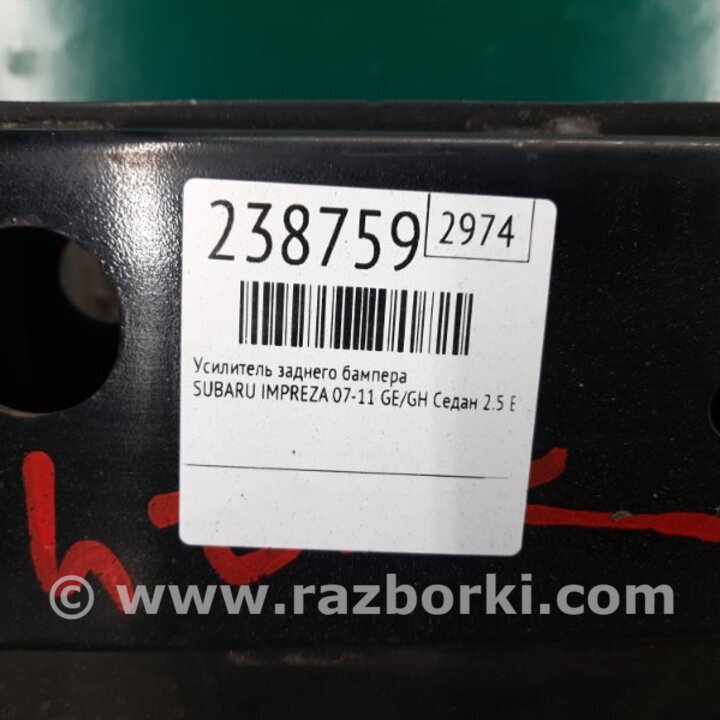 238759 2974
Усилитель заднего бампера
SUBARU IMPREZA 07-11 GE/GH Седан 2.5 E
© www.razborki.com